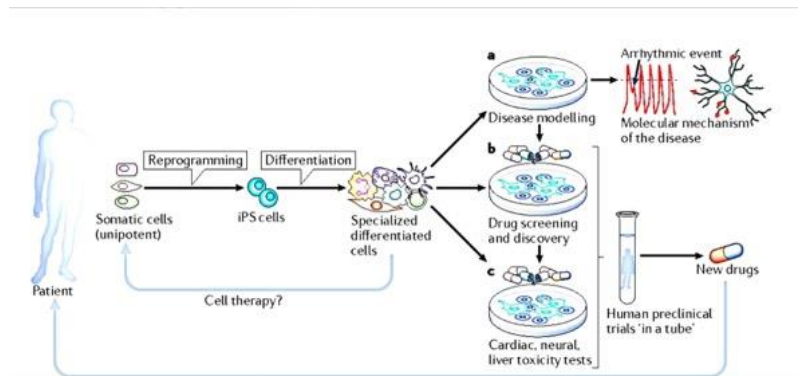 a
Arrhythmic event
Disease modelling
Molecular mechanism
of the disease
Reprogramming
Differentiation
b
Somatic cells
(unipotent)
iPS cells
Specialized
differentiated
cells
Drug screening
and discovery
New drugs
c
Patient
Cell therapy?
Human preclinical
trials 'in a tube'
Cardiac, neural,
liver toxicity tests